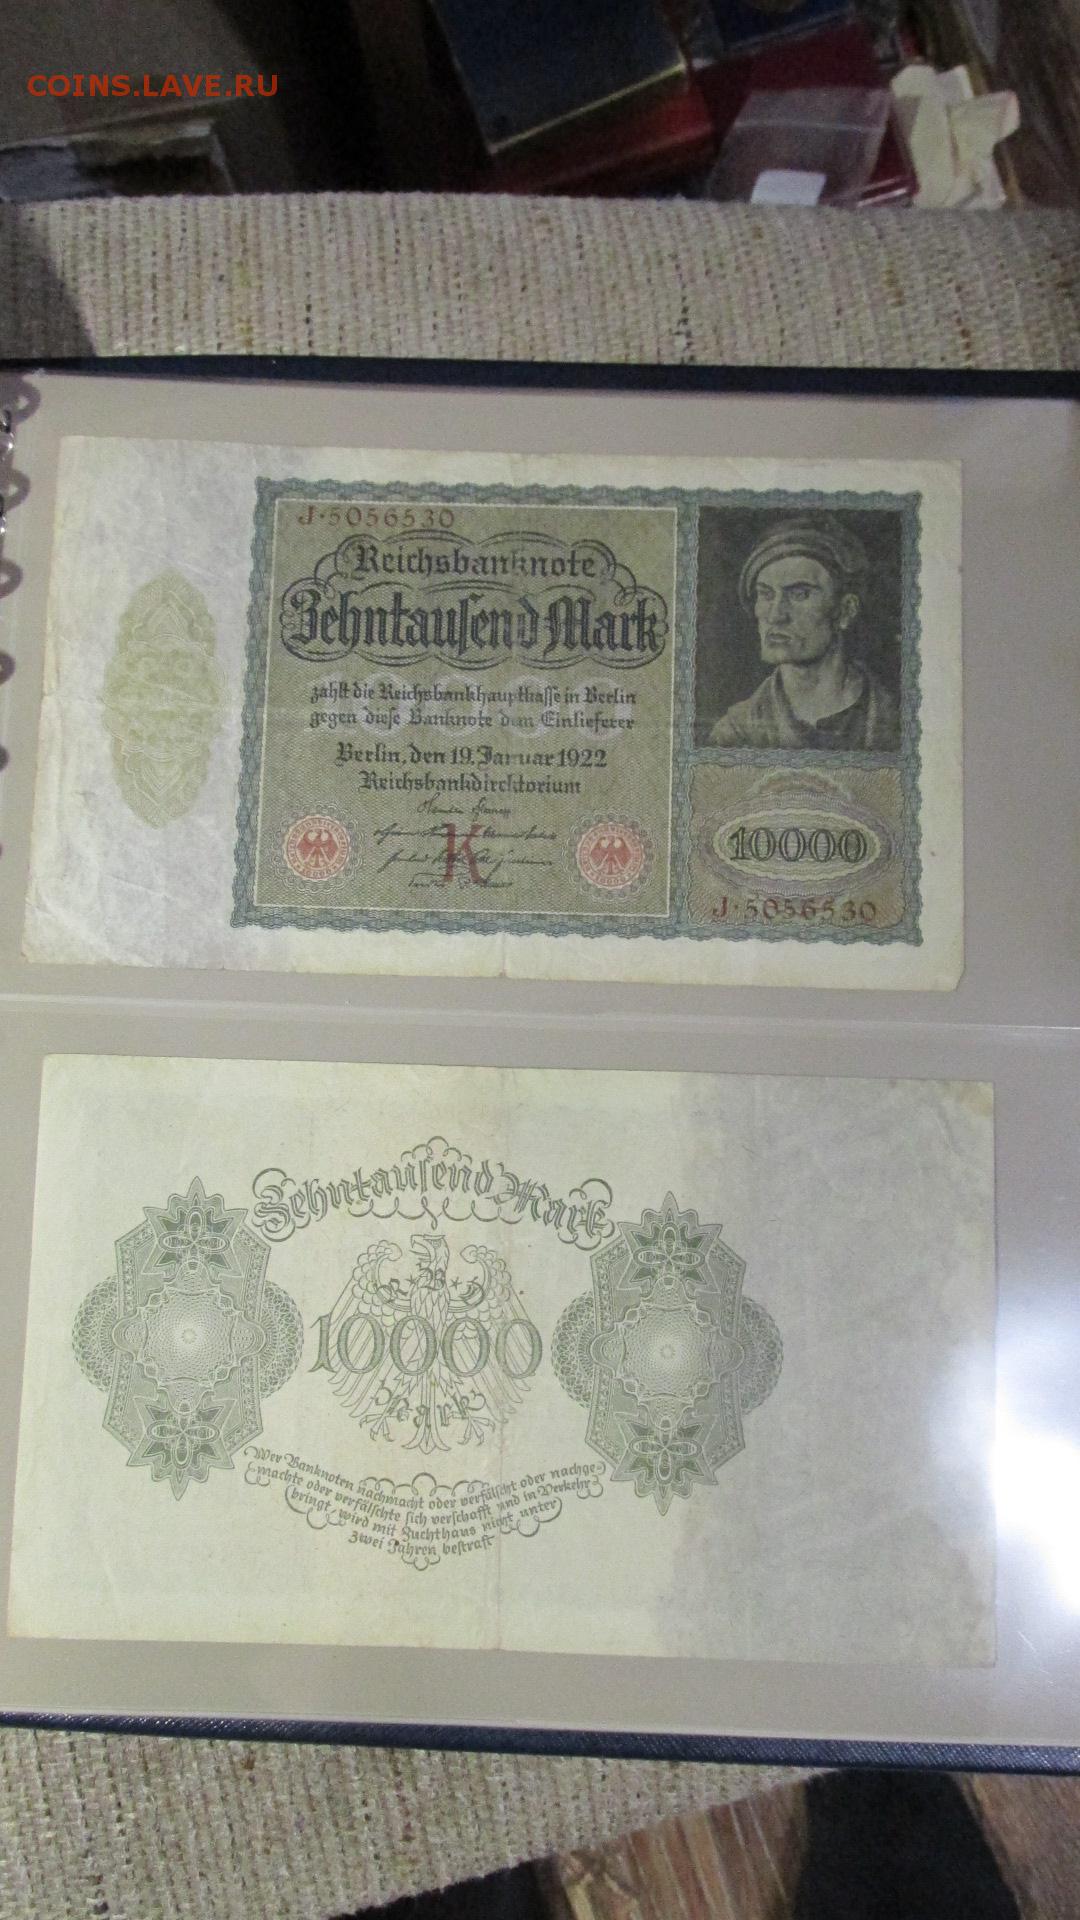 COINS.LAVE.RU
J·5056530
Reichsbanknote
Zehntausend Mark
zahlt die Reichsbankhauptkasse in Berlin
gegen diese Banknote dem Einlieferer
Berlin, den 19. Januar 1922
Reichsbankdirektorium
K
10000
J·5056530
Zehntausend Mark
R*B*D
10000
Mark
Wer Banknoten nachmacht oder verfälscht oder nachge-
machte oder verfälschte sich verschafft und in Verkehr
bringt, wird mit Zuchthaus nicht unter
zwei Jahren bestraft